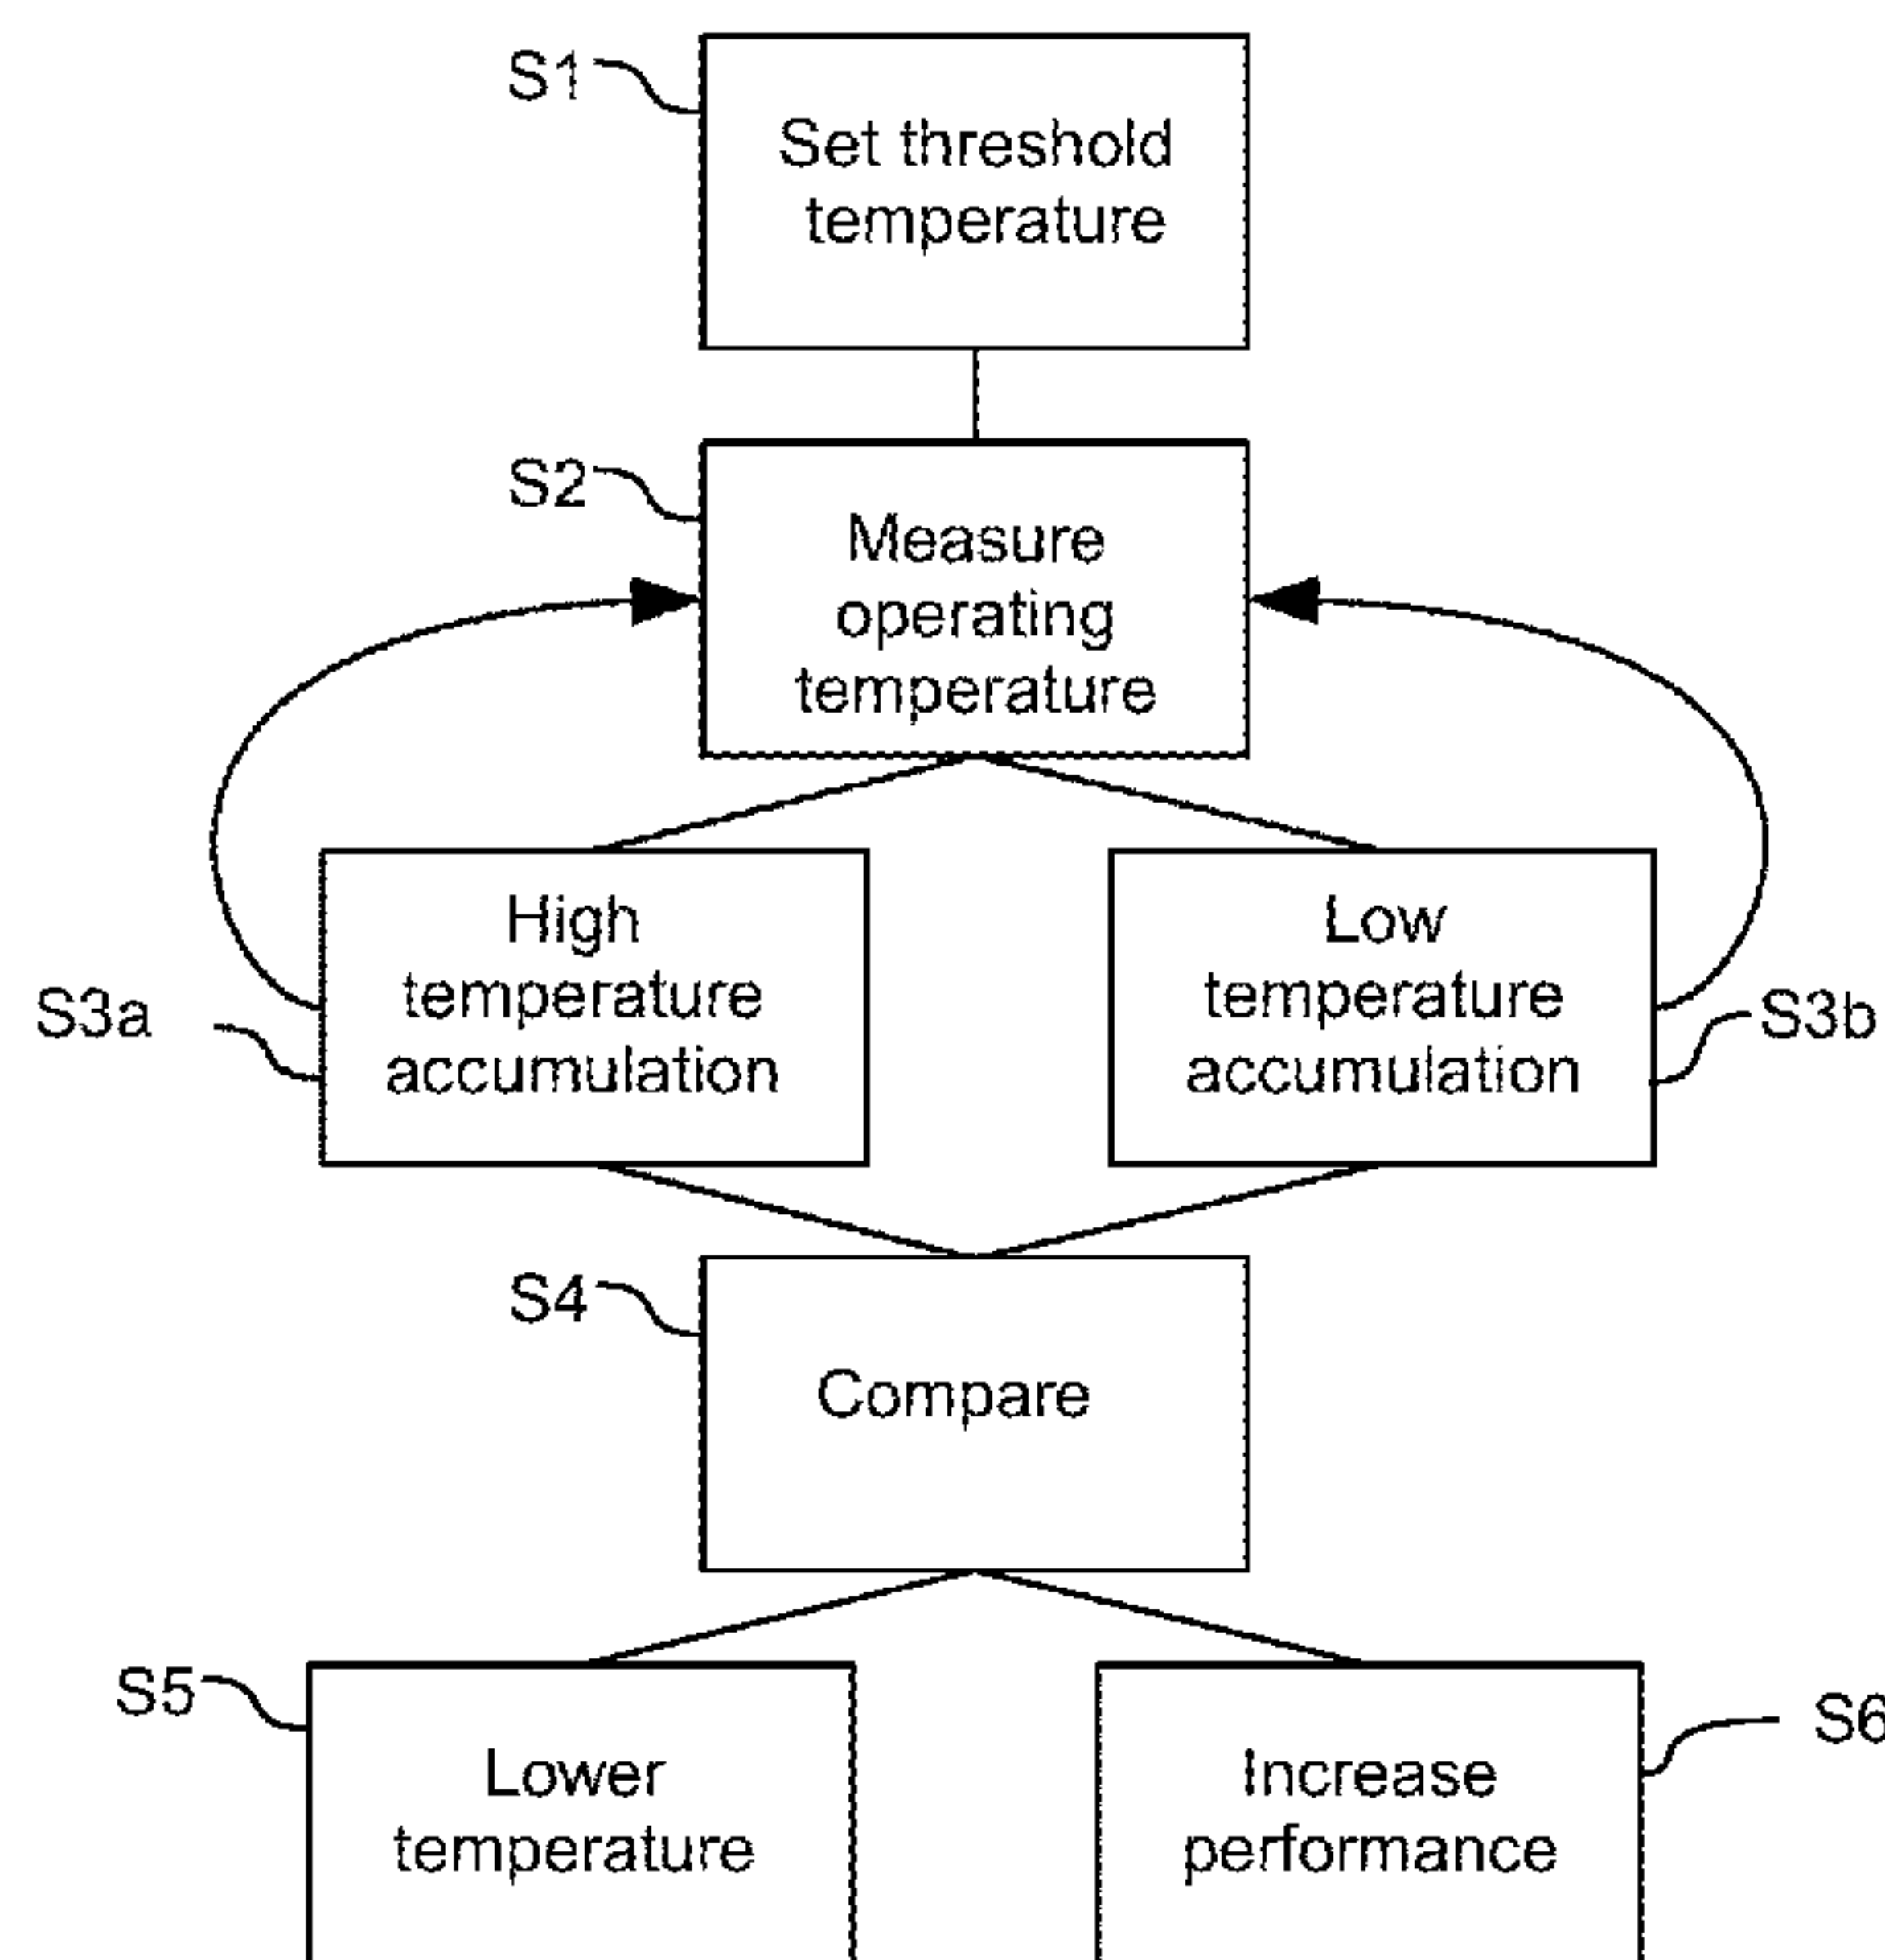 S1
Set threshold
temperature
S2
Measure
operating
temperature
High
temperature
accumulation
Low
temperature
accumulation
S3a
S3b
S4
Compare
S5
S6
Lower
temperature
Increase
performance